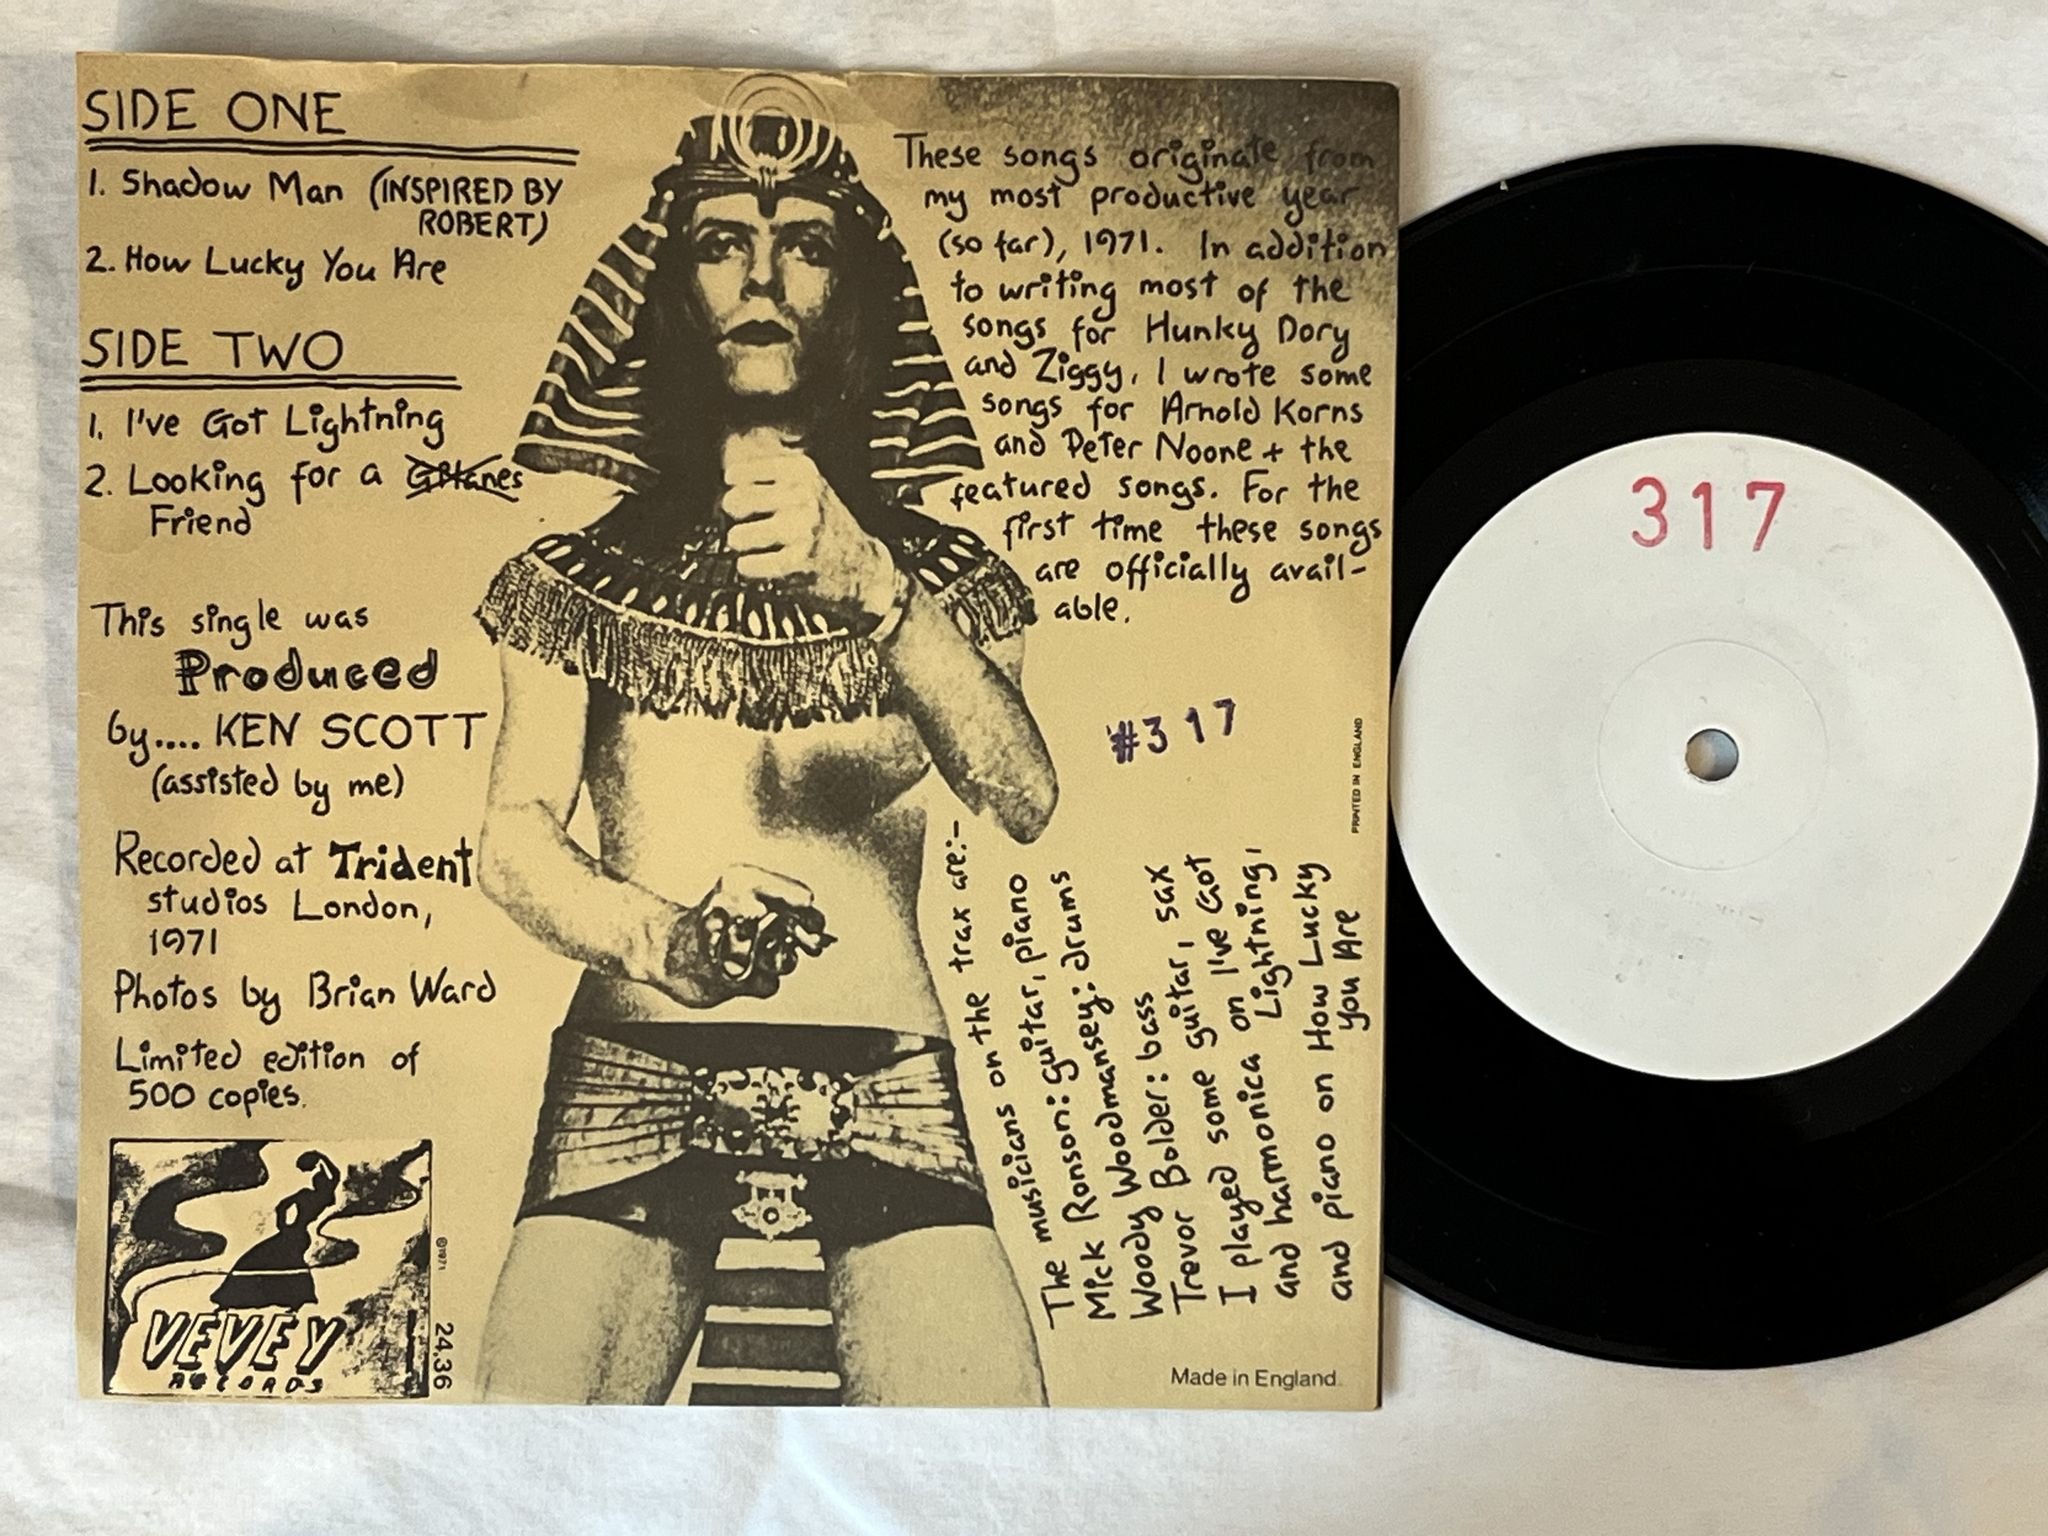 SIDE ONE
1. Shadow Man (INSPIRED BY
ROBERT)
2. How Lucky You Are
SIDE TWO
1. I've Got Lightning
2. Looking for a Gitanes
Friend
This single was
Produced
by.... KEN SCOTT
(assisted by me)
Recorded at Trident
studios London,
1971
Photos by Brian Ward
Limited edition of
500 copies.
VEVEY
RECORDS
©1971
24.36
These songs originate from
my most productive year
(so far), 1971. In addition
to writing most of the
songs for Hunky Dory
and Ziggy, I wrote some
songs for Arnold Korns
and Peter Noone + the
featured songs. For the
first time these songs
are officially avail-
able.
#317
PRINTED IN ENGLAND
The musicians on the trax are:-
Mick Ronson: guitar, piano
Woody Woodmansey: drums
Trevor Bolder: bass
I played some guitar, sax
and harmonica on I've Got
Lightning,
and piano on How Lucky
You Are
Made in England.
317